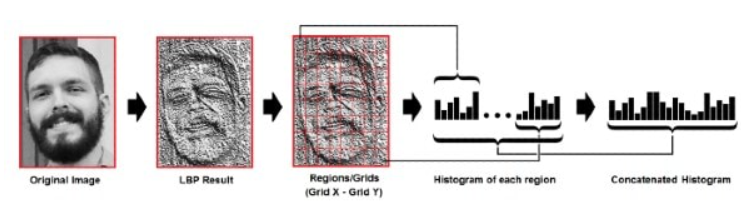 Original Image
LBP Result
Regions/Grids
(Grid X - Grid Y)
Histogram of each region
Concatenated Histogram